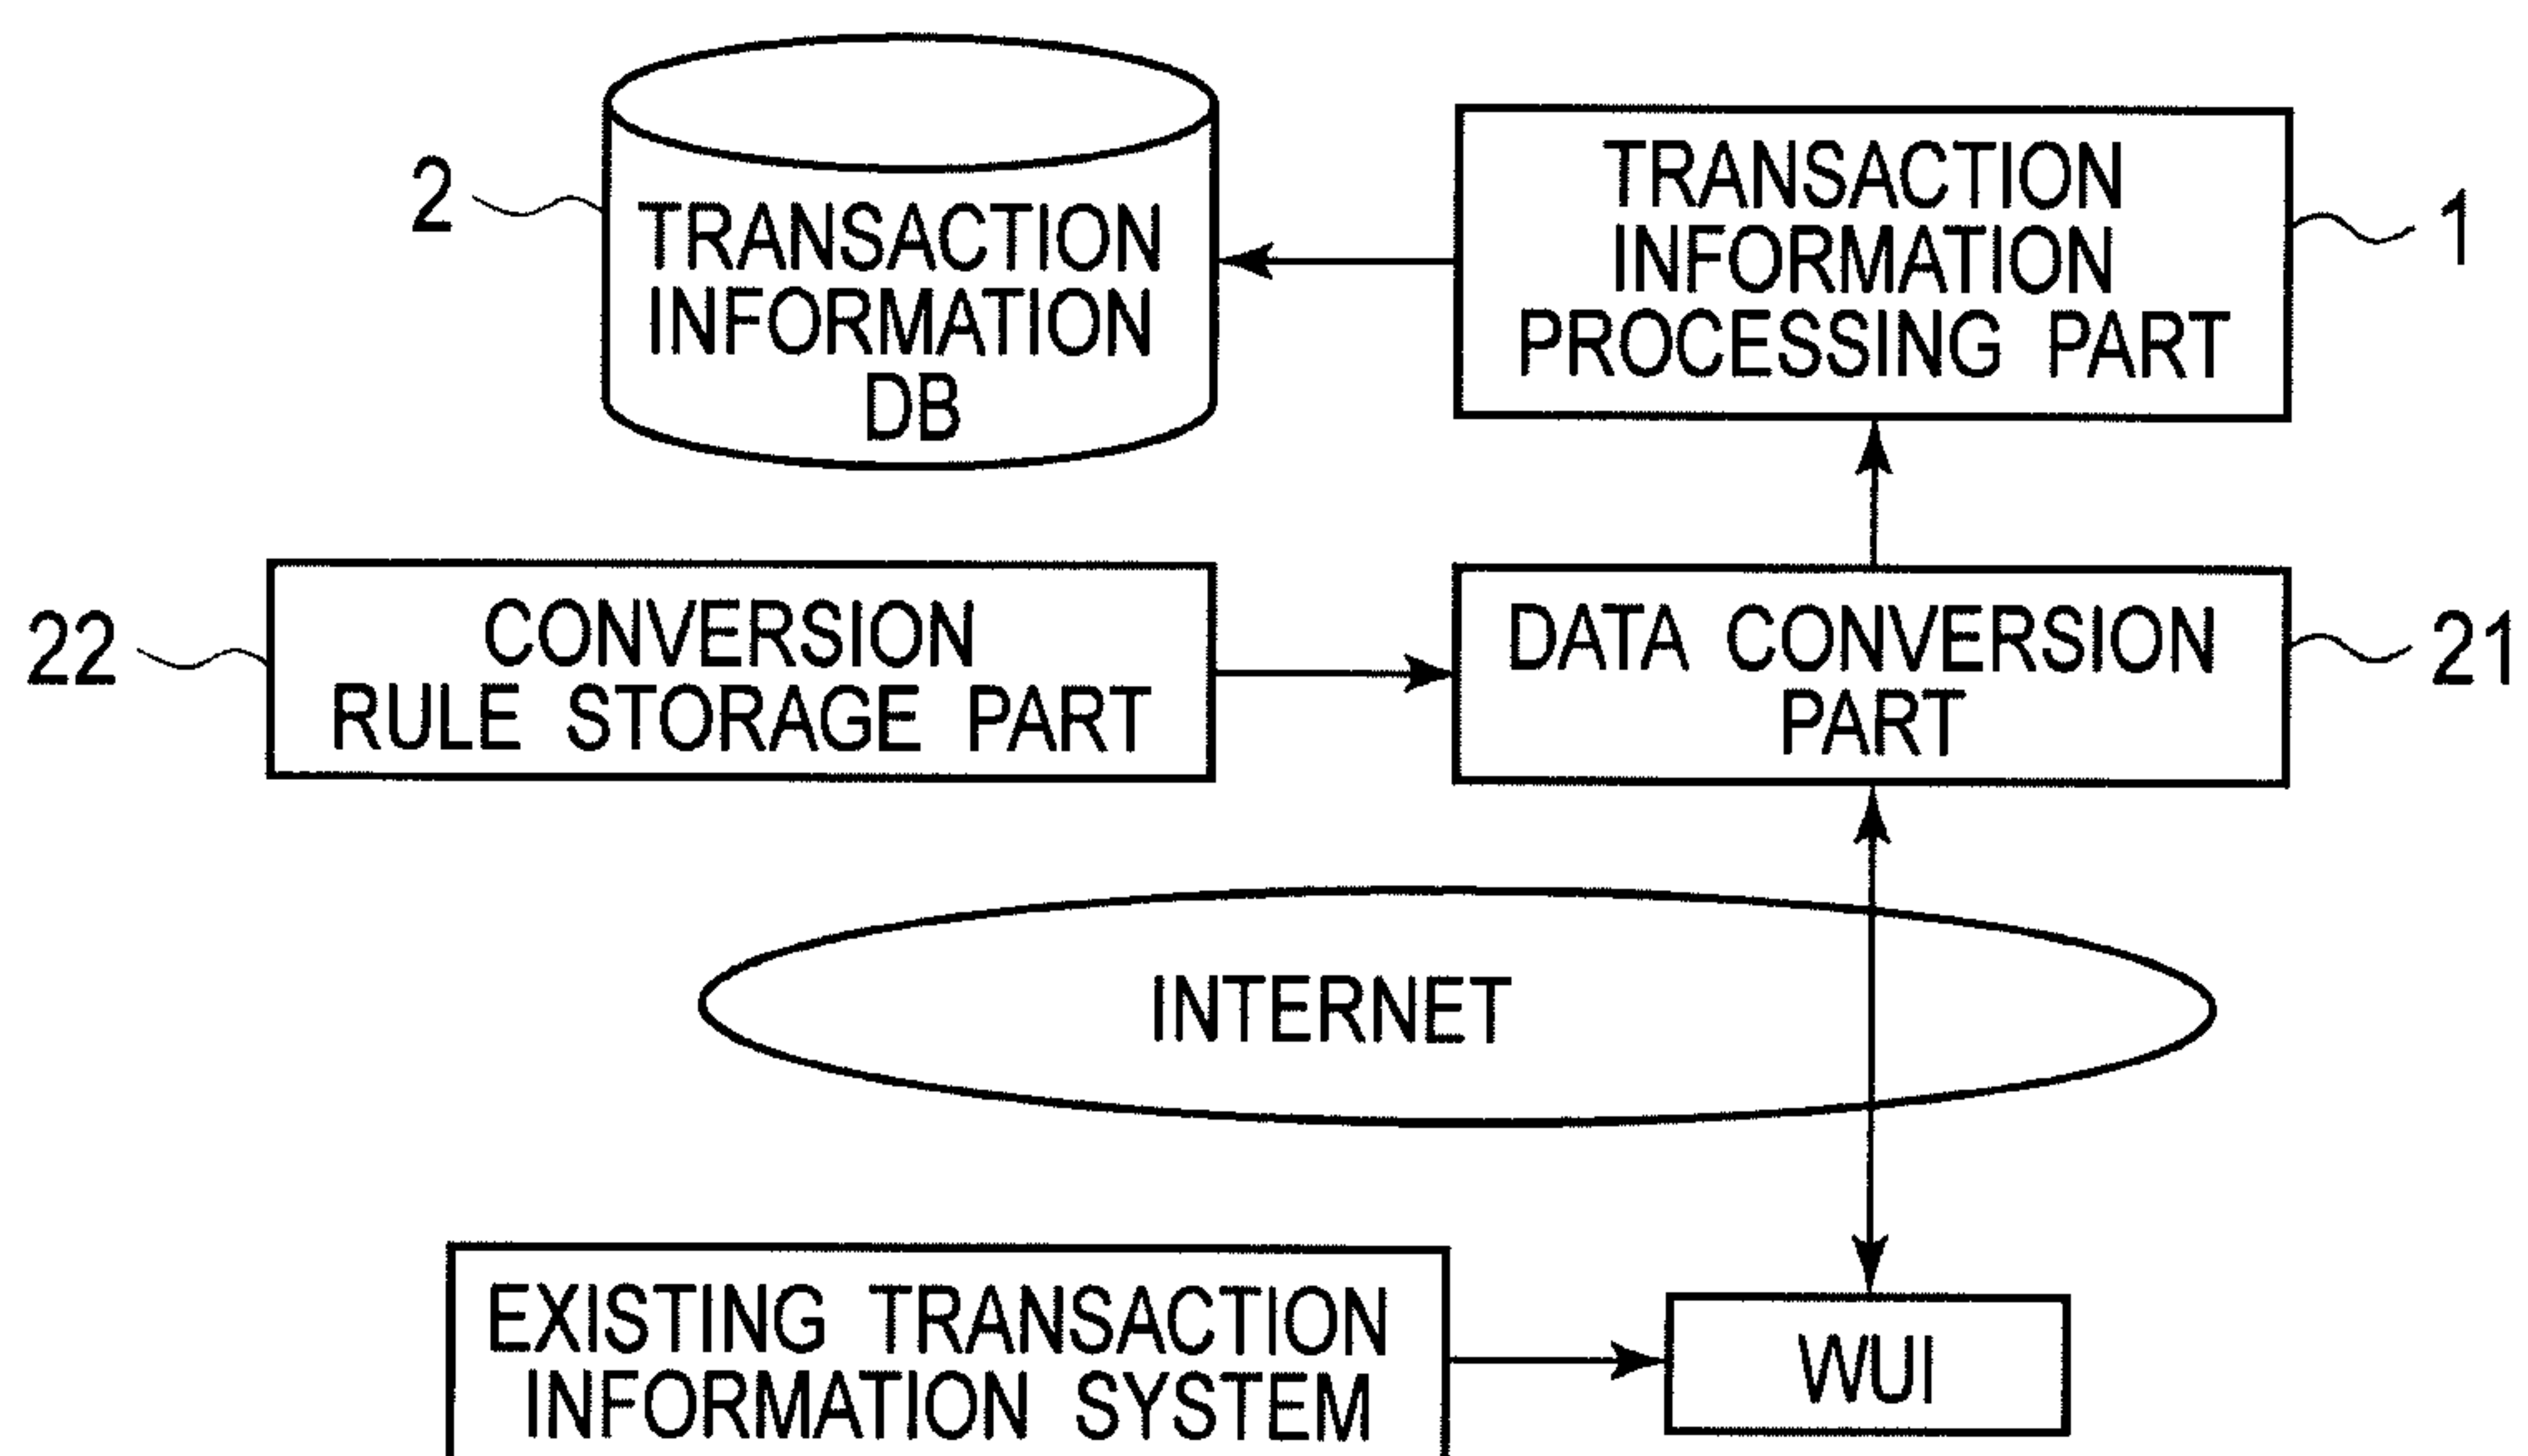 2
TRANSACTION
INFORMATION
DB
TRANSACTION
INFORMATION
PROCESSING PART
1
22
CONVERSION
RULE STORAGE PART
DATA CONVERSION
PART
21
INTERNET
EXISTING TRANSACTION
INFORMATION SYSTEM
WUI